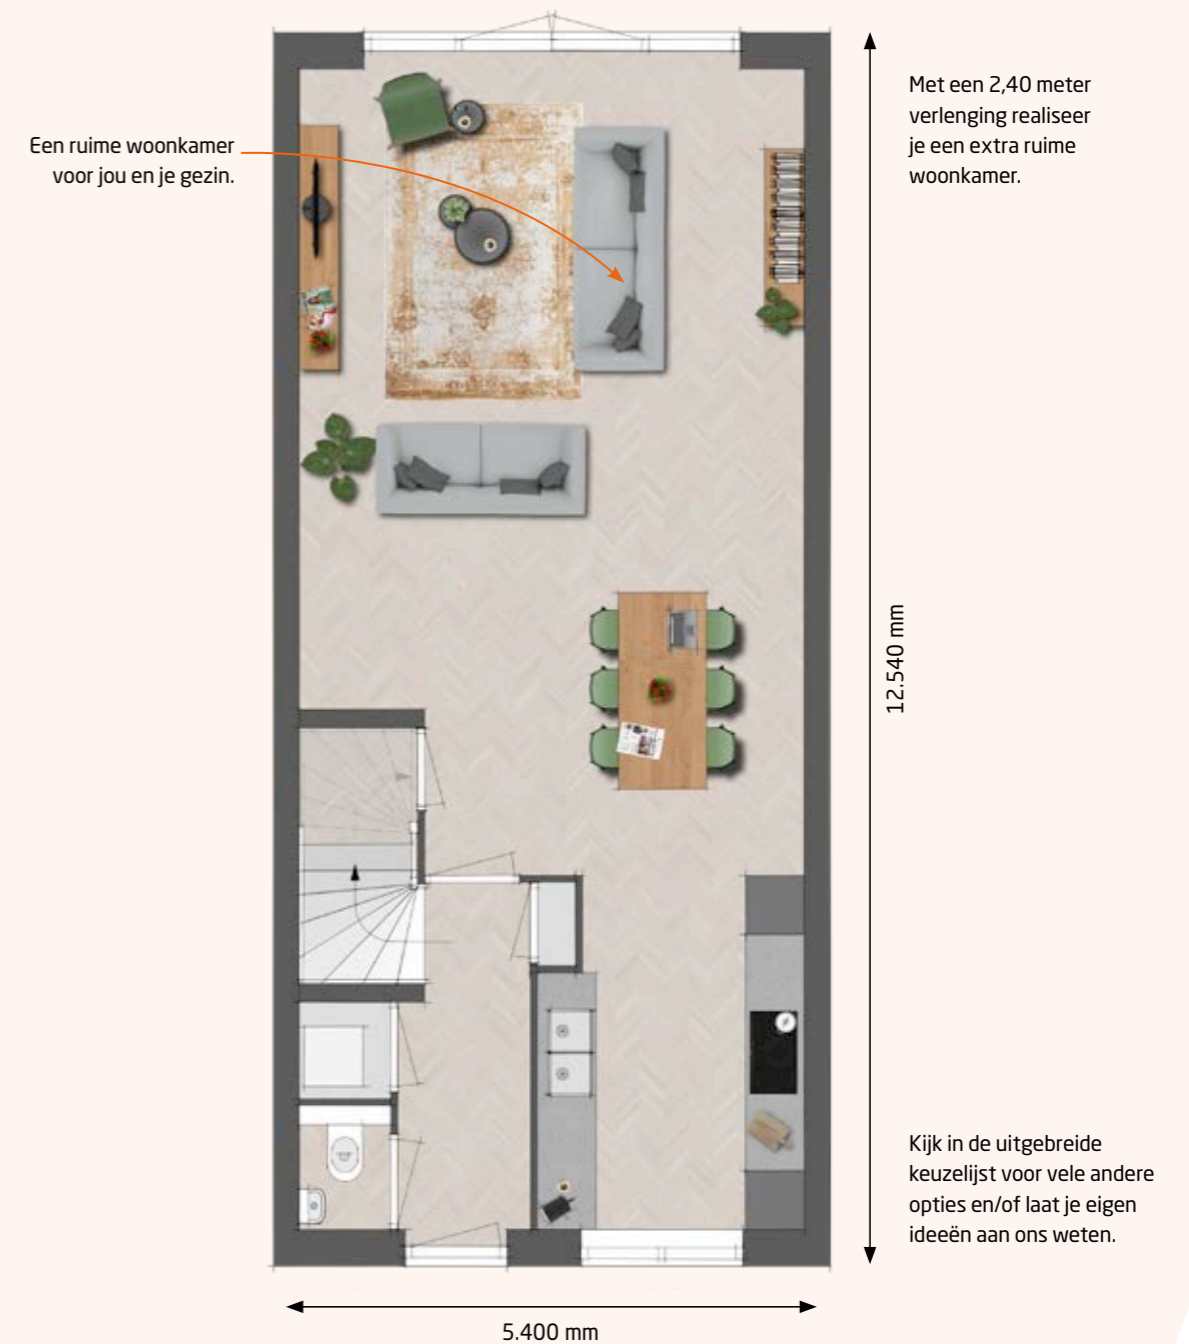 Een ruime woonkamer
voor jou en je gezin.
Met een 2,40 meter
verlenging realiseer
je een extra ruime
woonkamer.
12.540 mm
Kijk in de uitgebreide
keuzelijst voor vele andere
opties en/of laat je eigen
ideeën aan ons weten.
5.400 mm